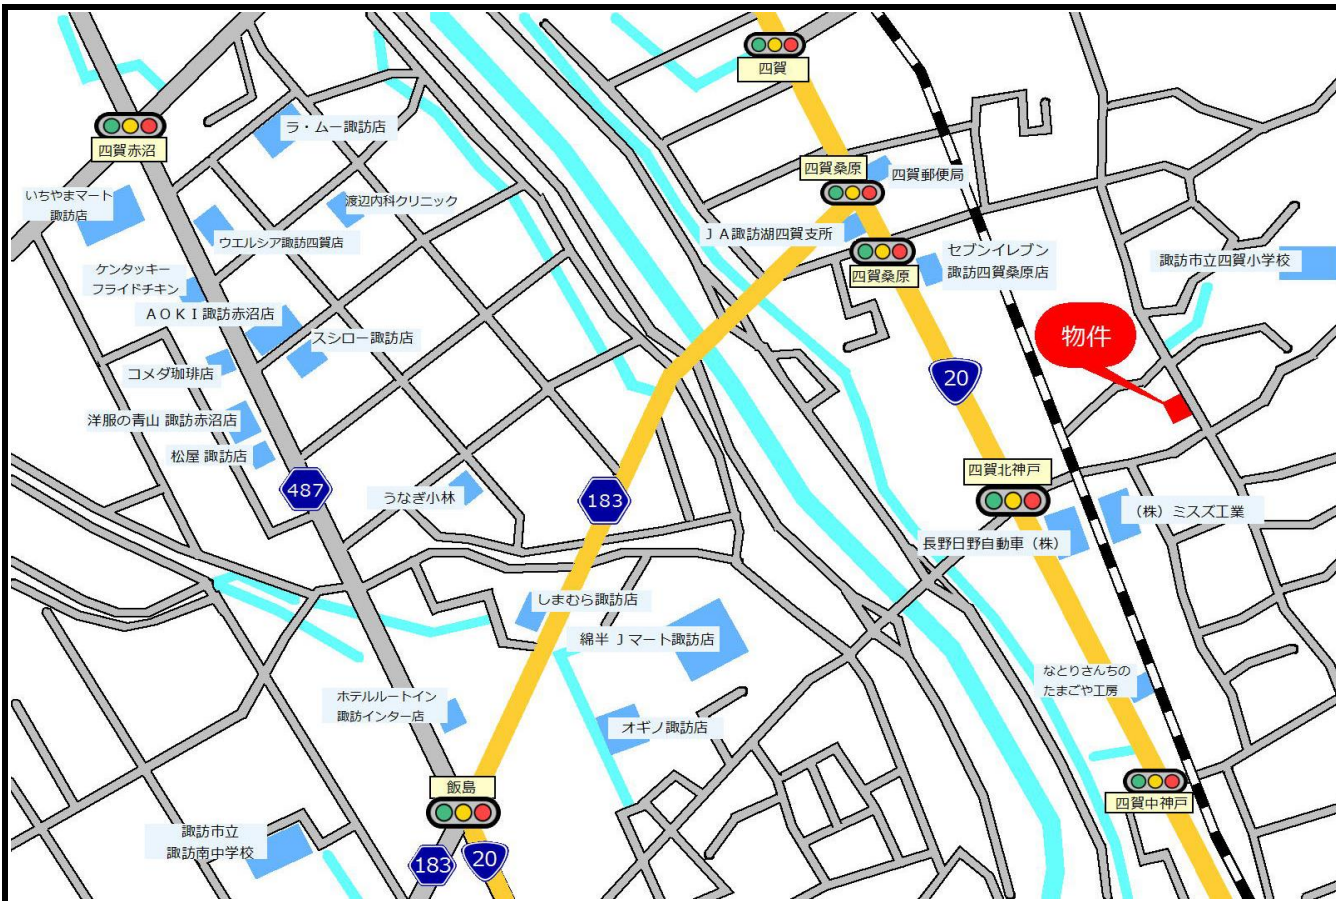 四賀
四賀赤沼
ラ・ムー諏訪店
四賀桑原
四賀郵便局
いちやまマート
諏訪店
渡辺内科クリニック
ウエルシア諏訪四賀店
ＪＡ諏訪湖四賀支所
四賀桑原
セブンイレブン
諏訪四賀桑原店
諏訪市立四賀小学校
ケンタッキー
フライドチキン
ＡＯＫＩ諏訪赤沼店
スシロー諏訪店
物件
コメダ珈琲店
20
洋服の青山 諏訪赤沼店
松屋 諏訪店
四賀北神戸
487
うなぎ小林
183
（株）ミスズ工業
長野日野自動車（株）
しまむら諏訪店
綿半 Ｊマート諏訪店
なとりさんちの
たまごや工房
ホテルルートイン
諏訪インター店
オギノ諏訪店
飯島
四賀中神戸
諏訪市立
諏訪南中学校
183
20